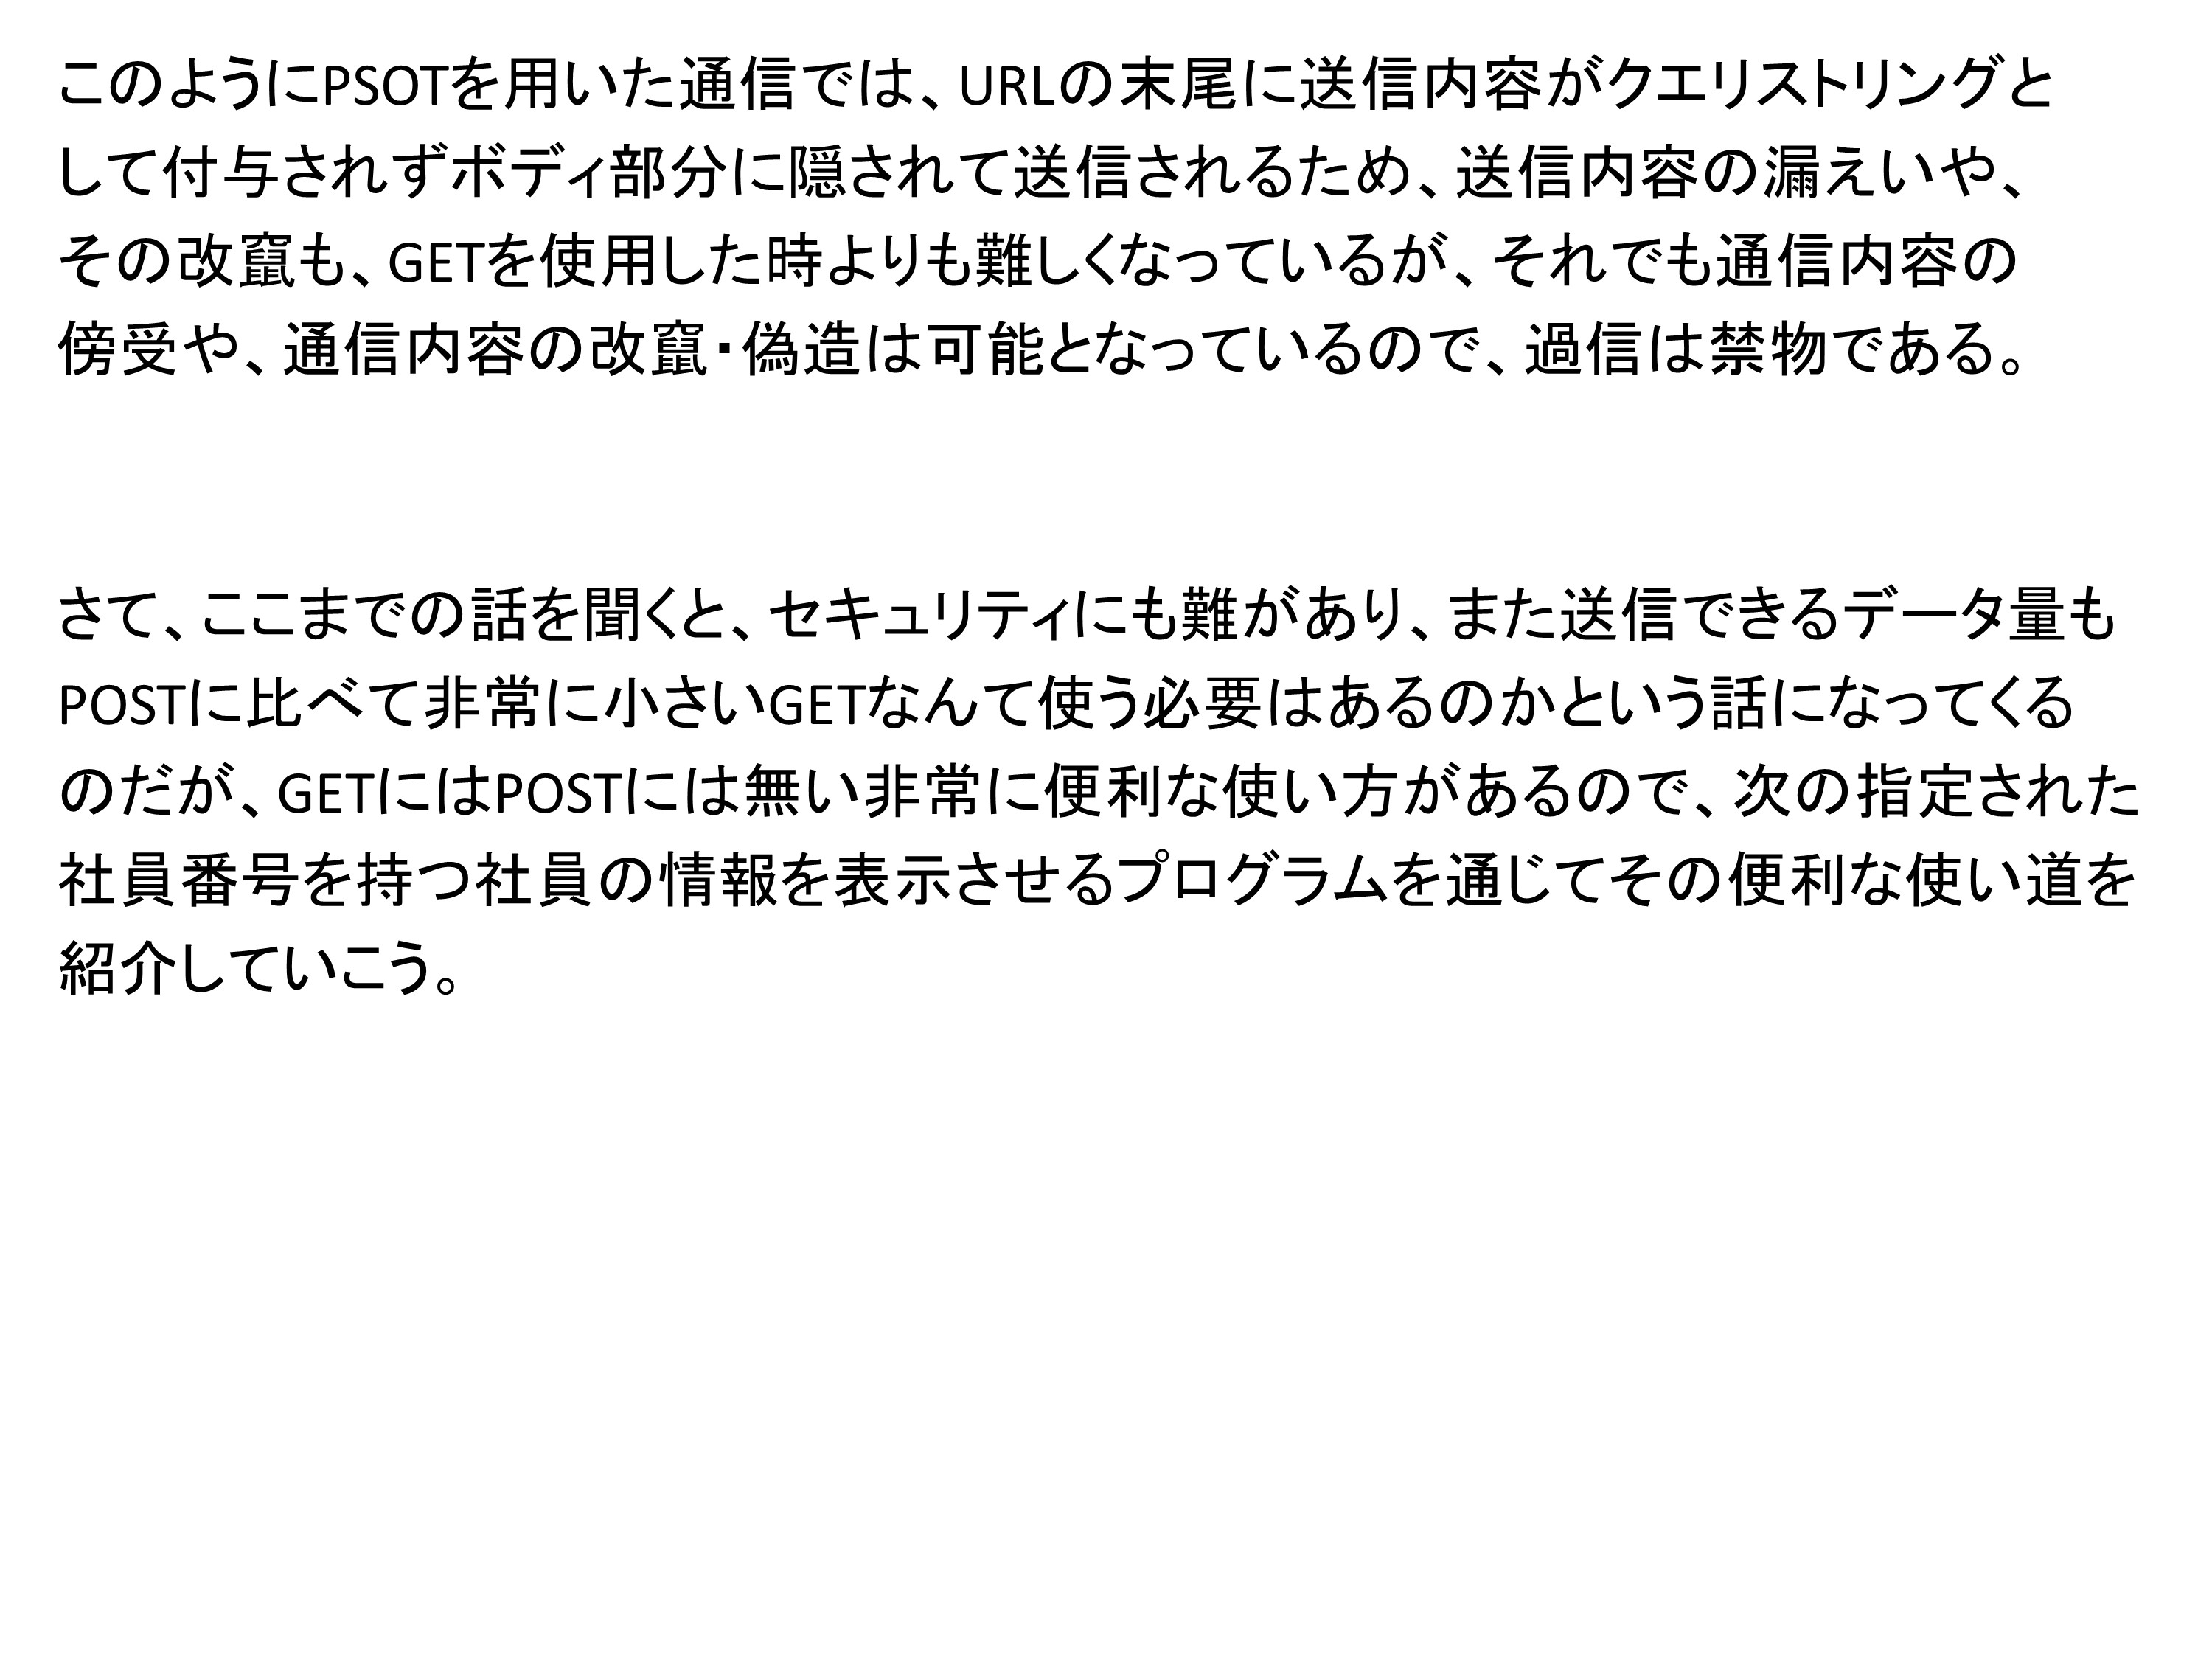 このようにPSOTを用いた通信では、URLの末尾に送信内容がクエリストリングと
して付与されずボディ部分に隠されて送信されるため、送信内容の漏えいや、
その改竄も、GETを使用した時よりも難しくなっているが、それでも通信内容の
傍受や、通信内容の改竄・偽造は可能となっているので、過信は禁物である。
さて、ここまでの話を聞くと、セキュリティにも難があり、また送信できるデータ量も
POSTに比べて非常に小さいGETなんて使う必要はあるのかという話になってくる
のだが、GETにはPOSTには無い非常に便利な使い方があるので、次の指定された
社員番号を持つ社員の情報を表示させるプログラムを通じてその便利な使い道を
紹介していこう。